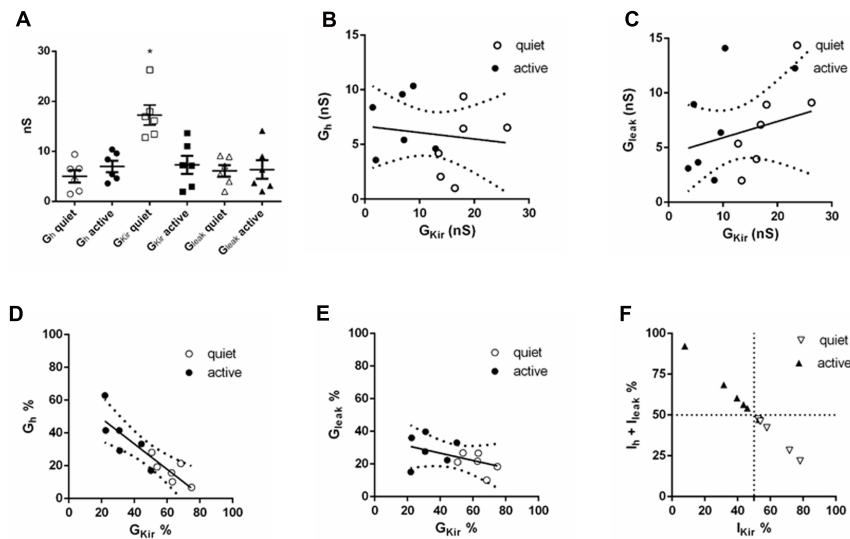 A
30
20
10
0
nS
*
Gh quiet
Gh active
GKir quiet
GKir active
Gleak quiet
Gleak active
B
15
10
5
0
Gh (nS)
quiet
active
0 10 20 30
GKir (nS)
C
15
10
5
0
Gleak (nS)
quiet
active
0 10 20 30
GKir (nS)
D
100
80
60
40
20
0
Gh %
quiet
active
0 20 40 60 80 100
GKir %
E
100
80
60
40
20
0
Gleak %
quiet
active
0 20 40 60 80 100
GKir %
F
100
75
50
25
0
Ih + Ileak %
quiet
active
0 20 40 60 80 100
IKir %